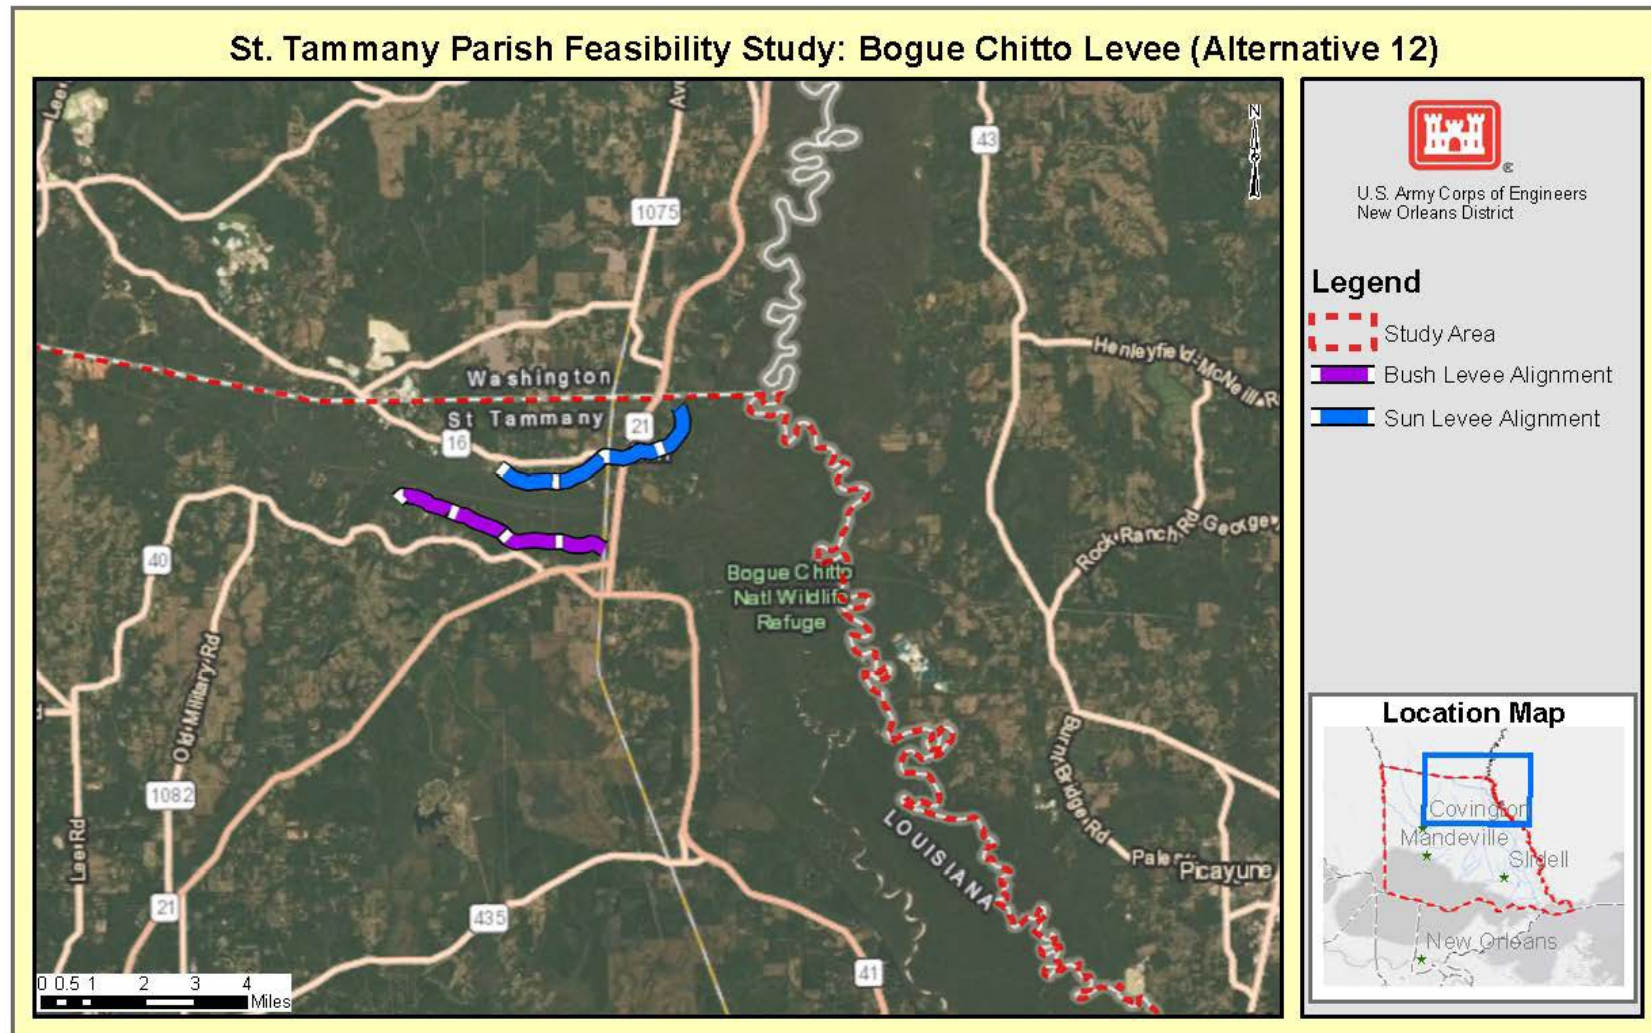 St. Tammany Parish Feasibility Study: Bogue Chitto Levee (Alternative 12)
43
1075
Henleyfield-McNeill-R
Washington
St Tammany
21
16
Rock-Ranch-Rd
George
40
Bogue Chitto
Natl Wildlife
Refuge
Old-Military-Rd
Burnt-Bridge-Rd
1082
LOUISIANA
Lee-Rd
Picayune
21
435
41
0 0.5 1 2 3 4
Miles
N
U.S. Army Corps of Engineers
New Orleans District
Legend
Study Area
Bush Levee Alignment
Sun Levee Alignment
Location Map
Covington
Mandeville
Slidell
New Orleans